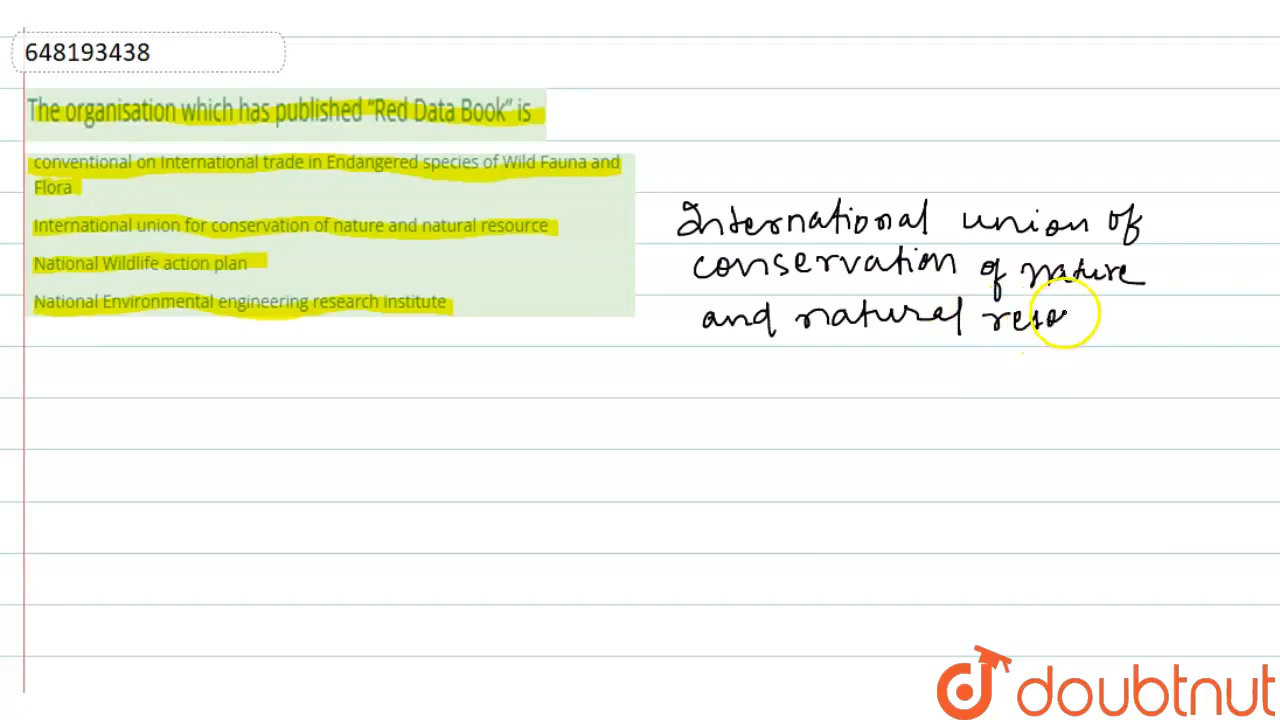 648193438
The organisation which has published “Red Data Book” is
conventional on International trade in Endangered species of Wild Fauna and
Flora
International union for conservation of nature and natural resource
National Wildlife action plan
National Environmental engineering research institute
International union of
conservation of nature
and natural reso
doubtnut